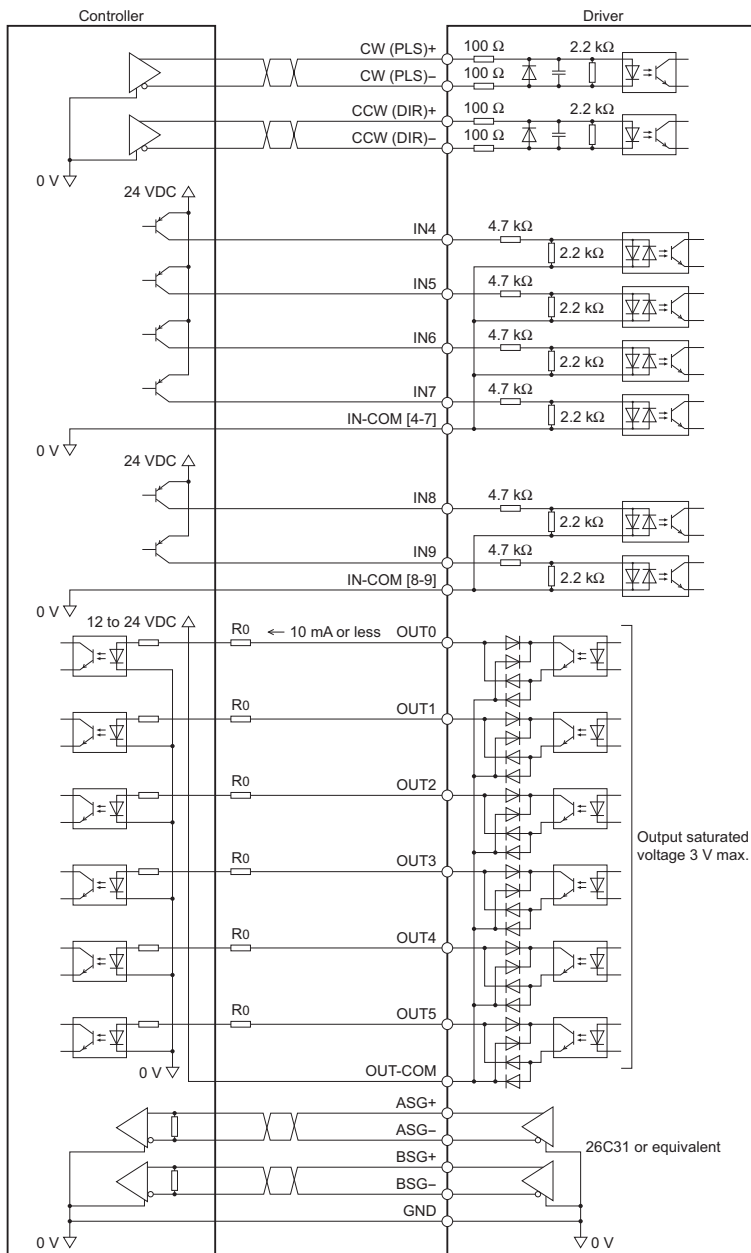 Controller
Driver
CW (PLS)+
100 Ω
2.2 kΩ
CW (PLS)–
100 Ω
CCW (DIR)+
100 Ω
2.2 kΩ
CCW (DIR)–
100 Ω
0 V
24 VDC
IN4
4.7 kΩ
2.2 kΩ
IN5
4.7 kΩ
2.2 kΩ
IN6
4.7 kΩ
2.2 kΩ
IN7
4.7 kΩ
2.2 kΩ
IN-COM [4-7]
0 V
24 VDC
IN8
4.7 kΩ
2.2 kΩ
IN9
4.7 kΩ
2.2 kΩ
IN-COM [8-9]
0 V
12 to 24 VDC
R0
← 10 mA or less
OUT0
R0
OUT1
R0
OUT2
R0
OUT3
Output saturated
voltage 3 V max.
R0
OUT4
R0
OUT5
0 V
OUT-COM
ASG+
ASG–
26C31 or equivalent
BSG+
BSG–
GND
0 V
0 V